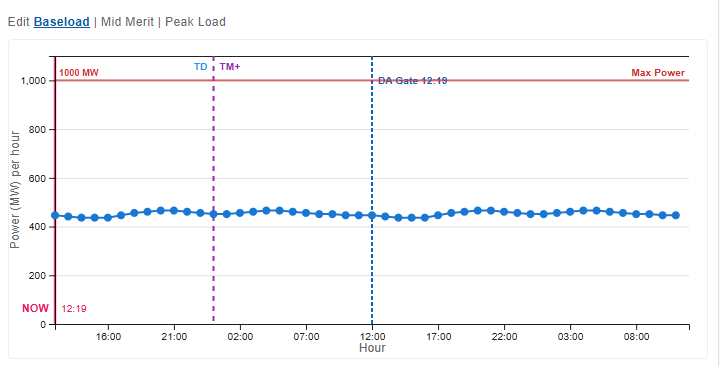 Edit Baseload | Mid Merit | Peak Load
1000 MW
TD
TM+
DA Gate 12:19
Max Power
1,000
800
600
400
200
0
Power (MW) per hour
NOW
12:19
16:00
21:00
02:00
07:00
12:00
17:00
22:00
03:00
08:00
Hour